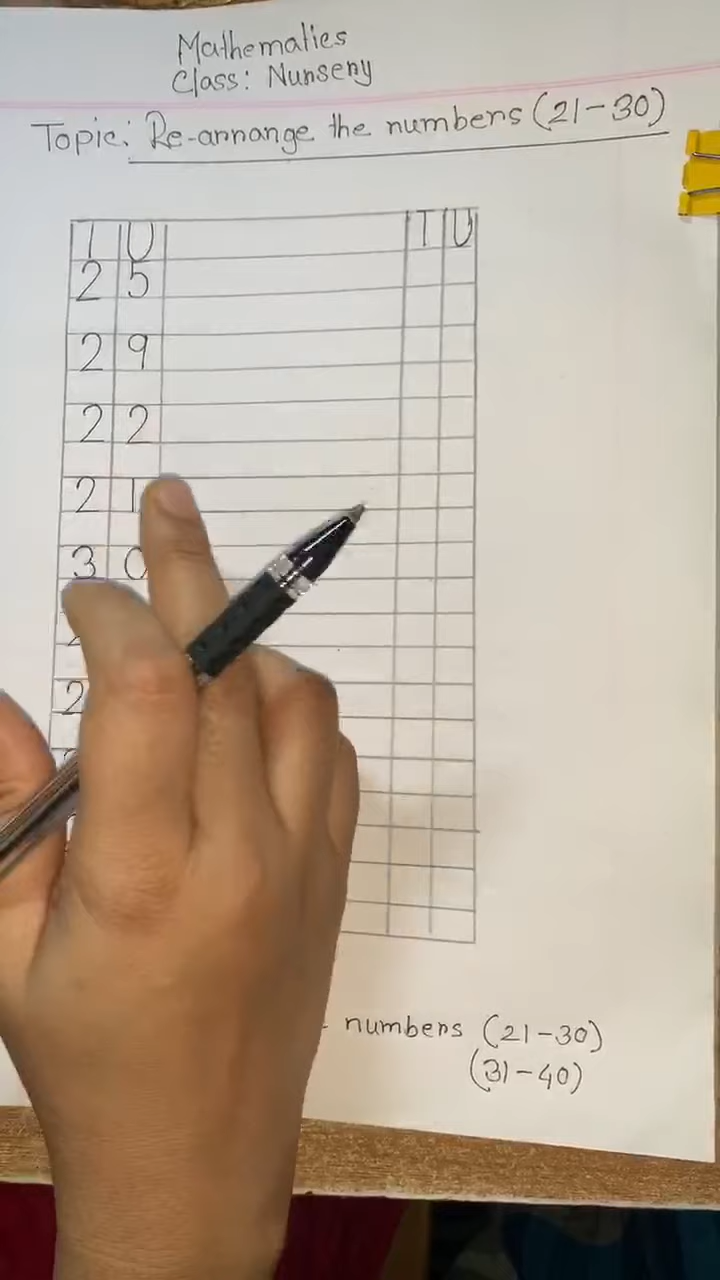 Mathematics
Class: Nursery
Topic: Re-arrange the numbers (21-30)
T U T U
2 5
2 9
2 2
2 1
3 0
2
numbers (21-30)
(31-40)